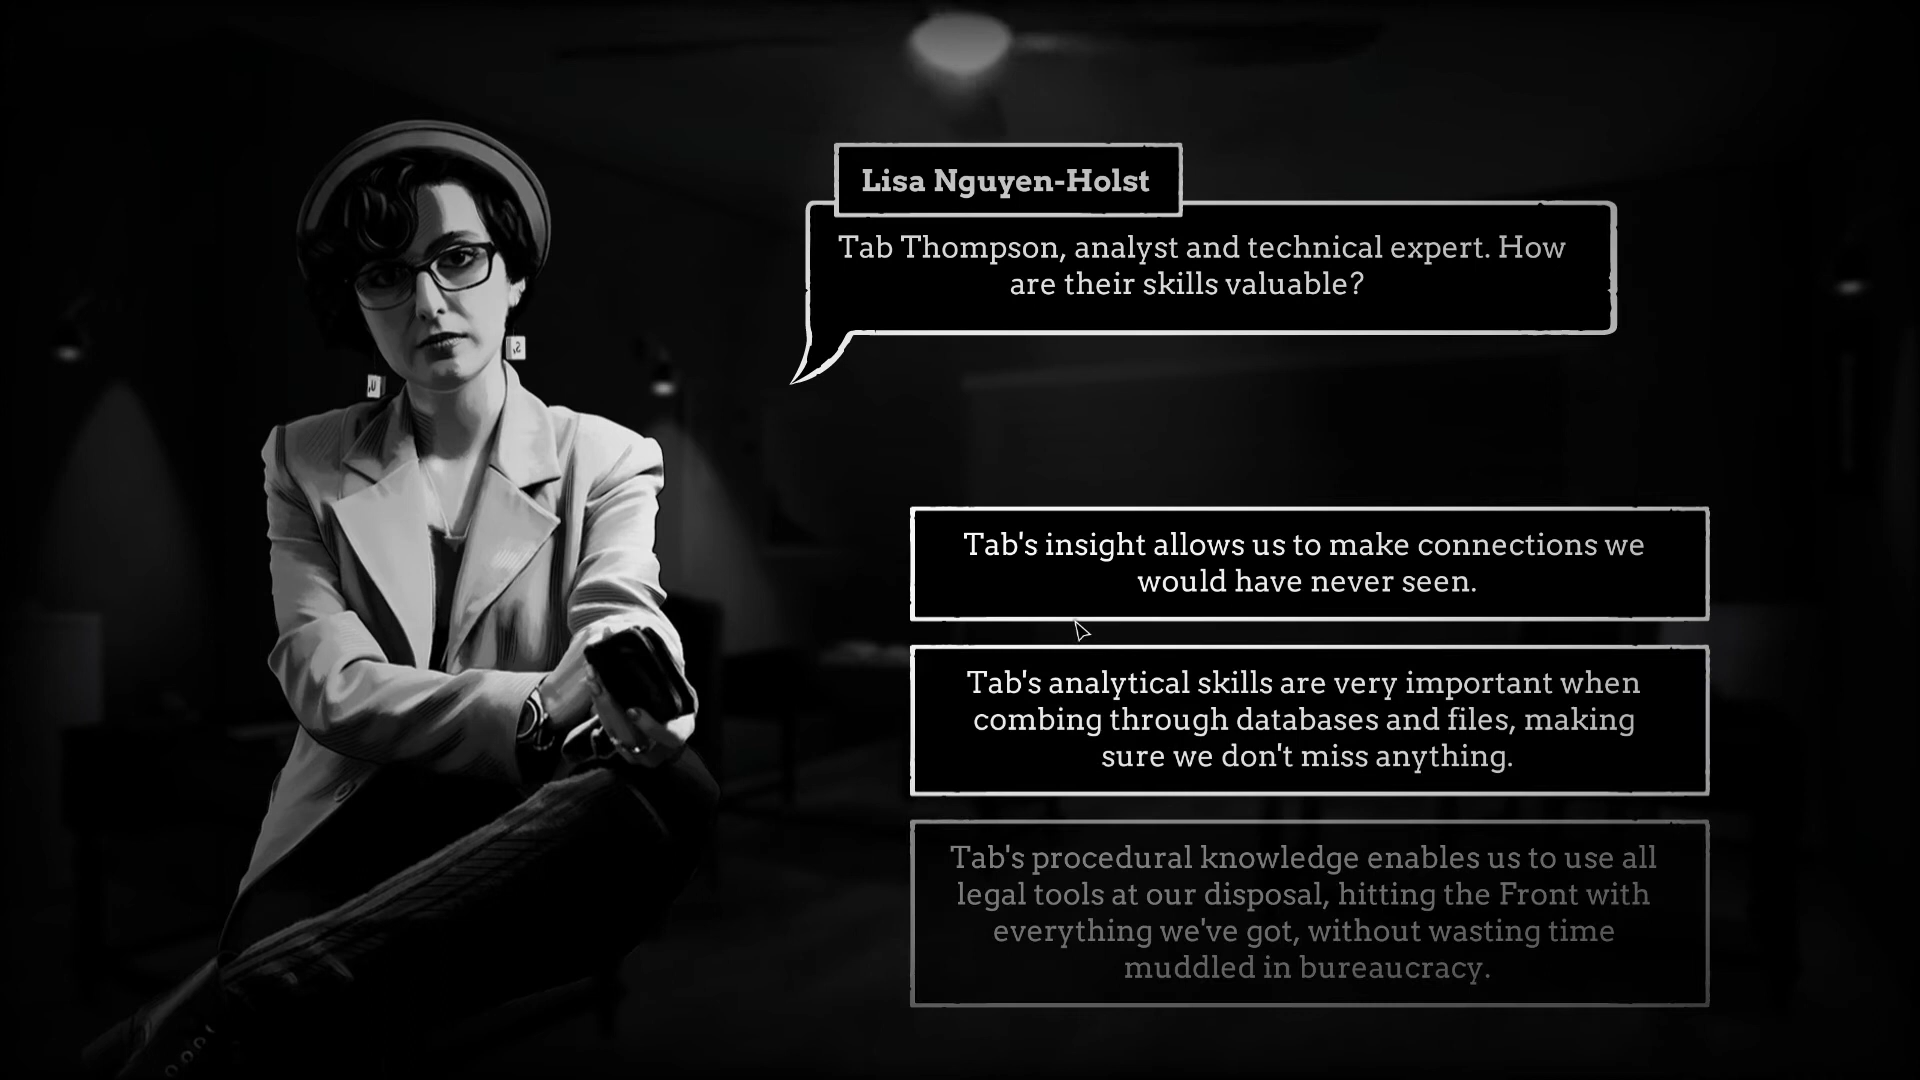 Lisa Nguyen-Holst
Tab Thompson, analyst and technical expert. How
are their skills valuable?
Tab's insight allows us to make connections we
would have never seen.
Tab's analytical skills are very important when
combing through databases and files, making
sure we don't miss anything.
Tab's procedural knowledge enables us to use all
legal tools at our disposal, hitting the Front with
everything we've got, without wasting time
muddled in bureaucracy.